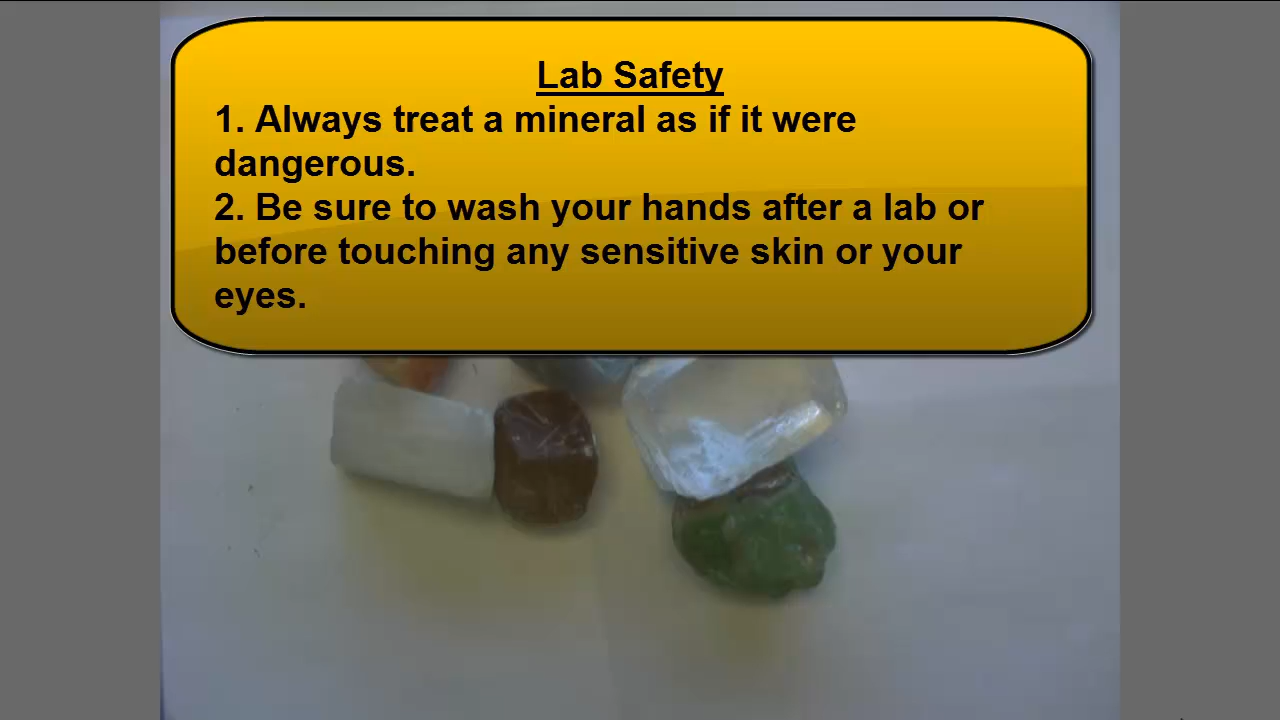 Lab Safety
1. Always treat a mineral as if it were
dangerous.
2. Be sure to wash your hands after a lab or
before touching any sensitive skin or your
eyes.